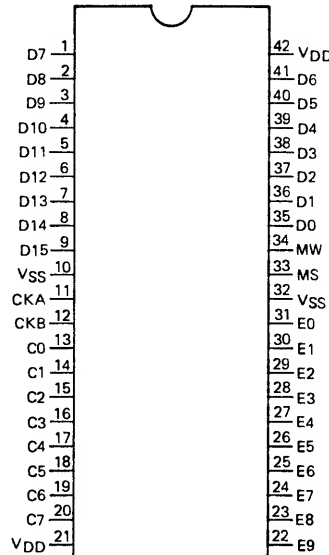 D7 1 42 VDD
D8 2 41 D6
D9 3 40 D5
D10 4 39 D4
D11 5 38 D3
D12 6 37 D2
D13 7 36 D1
D14 8 35 D0
D15 9 34 MW
VSS 10 33 MS
CKA 11 32 VSS
CKB 12 31 E0
C0 13 30 E1
C1 14 29 E2
C2 15 28 E3
C3 16 27 E4
C4 17 26 E5
C5 18 25 E6
C6 19 24 E7
C7 20 23 E8
VDD 21 22 E9